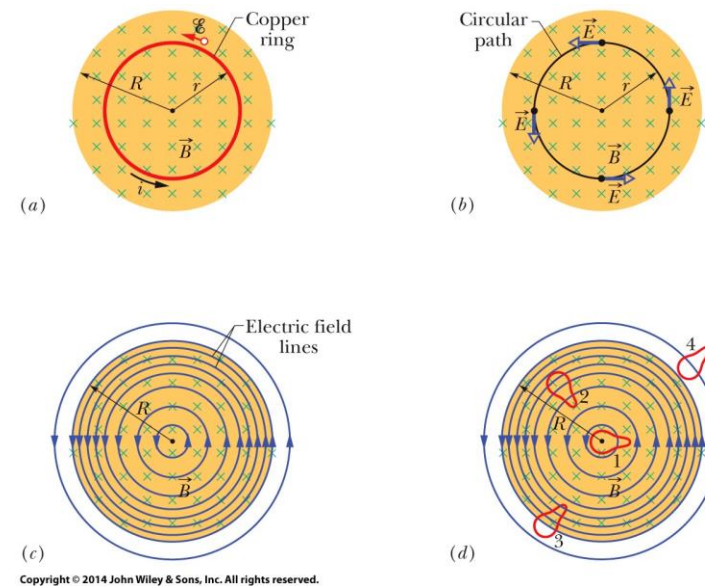 ℰ
Copper
ring
R
r
B
i
(a)
Circular
path
E
R
r
E
E
B
E
(b)
Electric field
lines
R
B
(c)
4
2
R
1
B
3
(d)
Copyright © 2014 John Wiley & Sons, Inc. All rights reserved.